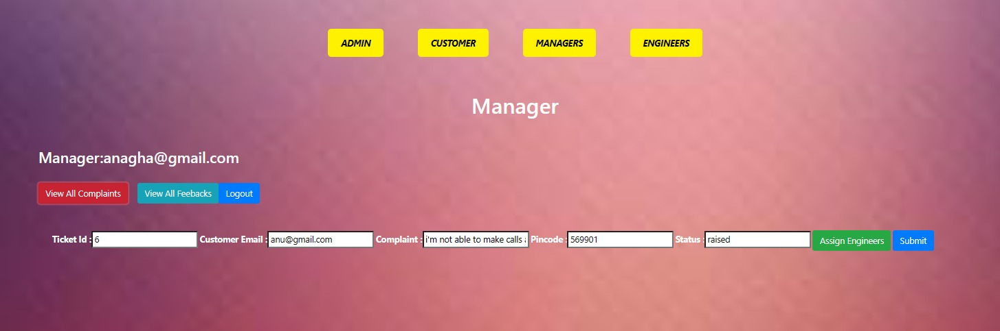 ADMIN CUSTOMER MANAGERS ENGINEERS
Manager
Manager:anagha@gmail.com
View All Complaints View All Feebacks Logout
Ticket Id : 6 Customer Email : anu@gmail.com Complaint : i'm not able to make calls Pincode : 569901 Status : raised Assign Engineers Submit